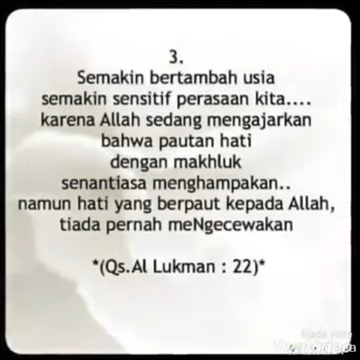 3.
Semakin bertambah usia
semakin sensitif perasaan kita....
karena Allah sedang mengajarkan
bahwa pautan hati
dengan makhluk
senantiasa menghampakan..
namun hati yang berpaut kepada Allah,
tiada pernah meNgecewakan
*(Qs.Al Lukman : 22)*